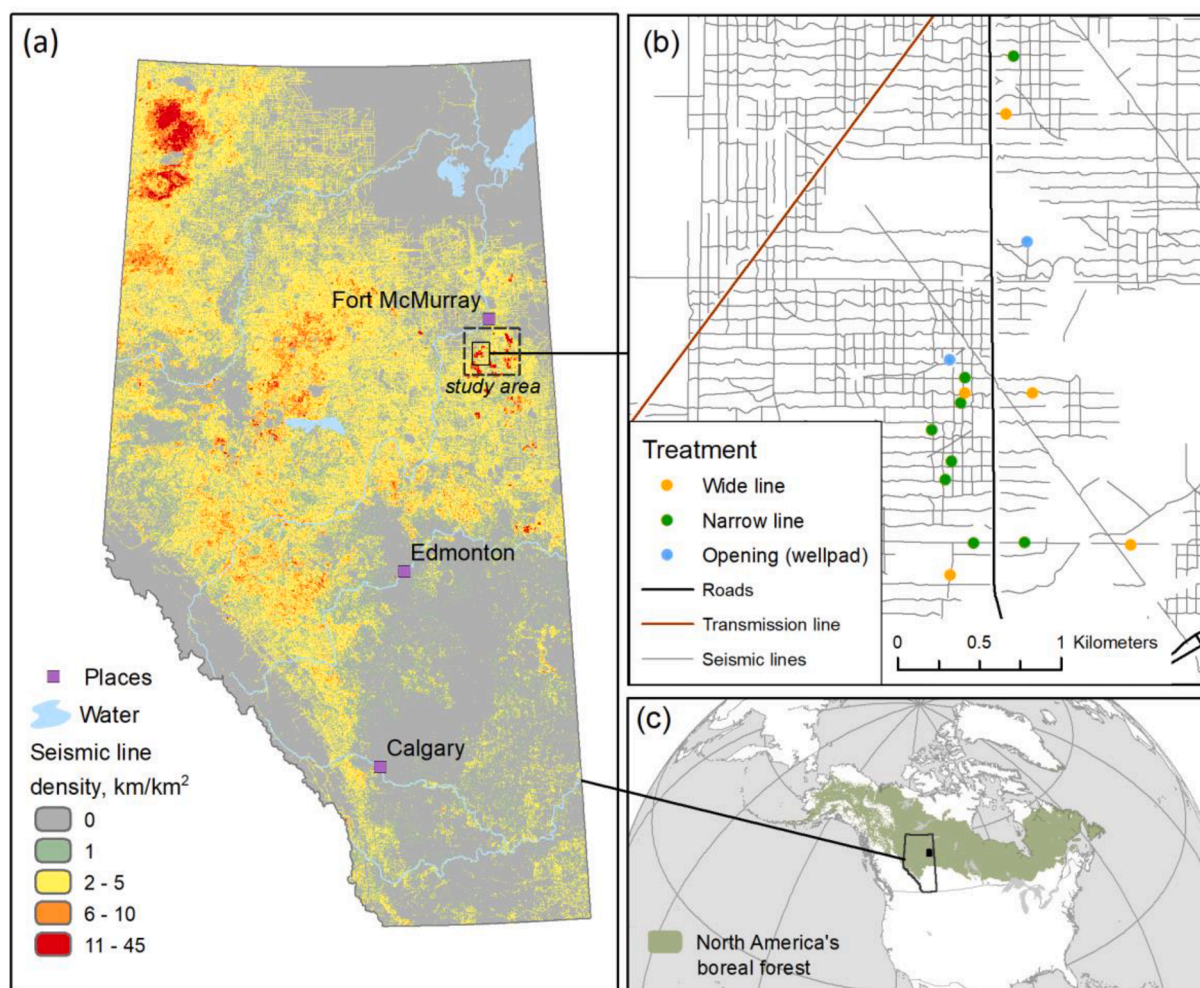 (a)
Fort McMurray
study area
Edmonton
Calgary
Places
Water
Seismic line
density, km/km²
0
1
2 - 5
6 - 10
11 - 45
(b)
Treatment
Wide line
Narrow line
Opening (wellpad)
Roads
Transmission line
Seismic lines
0 0.5 1 Kilometers
(c)
North America's
boreal forest